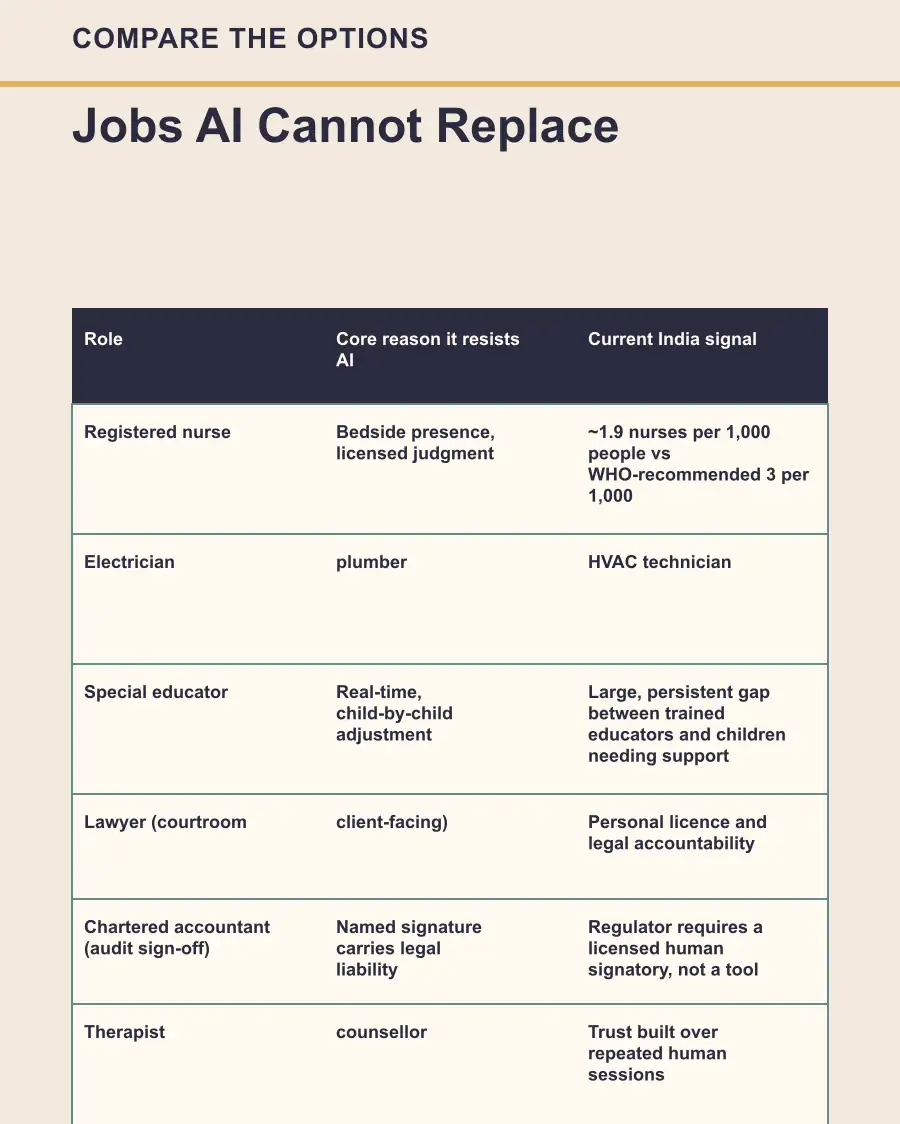 COMPARE THE OPTIONS
Jobs AI Cannot Replace
Role
Core reason it resists
AI
Current India signal
Registered nurse
Bedside presence,
licensed judgment
~1.9 nurses per 1,000
people vs
WHO-recommended 3 per
1,000
Electrician
plumber
HVAC technician
Special educator
Real-time,
child-by-child
adjustment
Large, persistent gap
between trained
educators and children
needing support
Lawyer (courtroom
client-facing)
Personal licence and
legal accountability
Chartered accountant
(audit sign-off)
Named signature
carries legal
liability
Regulator requires a
licensed human
signatory, not a tool
Therapist
counsellor
Trust built over
repeated human
sessions